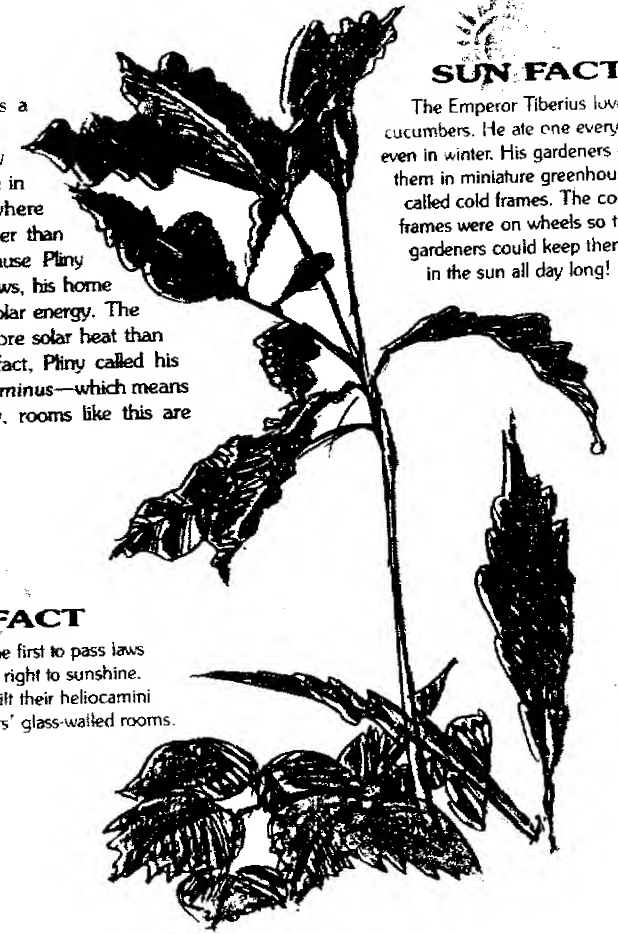 s a
in
where
er than
use Pliny
ws, his home
olar energy. The
ore solar heat than
fact, Pliny called his
minus—which means
rooms like this are
FACT
e first to pass laws
right to sunshine.
ilt their heliocamini
rs' glass-walled rooms.
SUN FACT
The Emperor Tiberius lov
cucumbers. He ate one every
even in winter. His gardeners
them in miniature greenhou
called cold frames. The co
frames were on wheels so t
gardeners could keep ther
in the sun all day long!